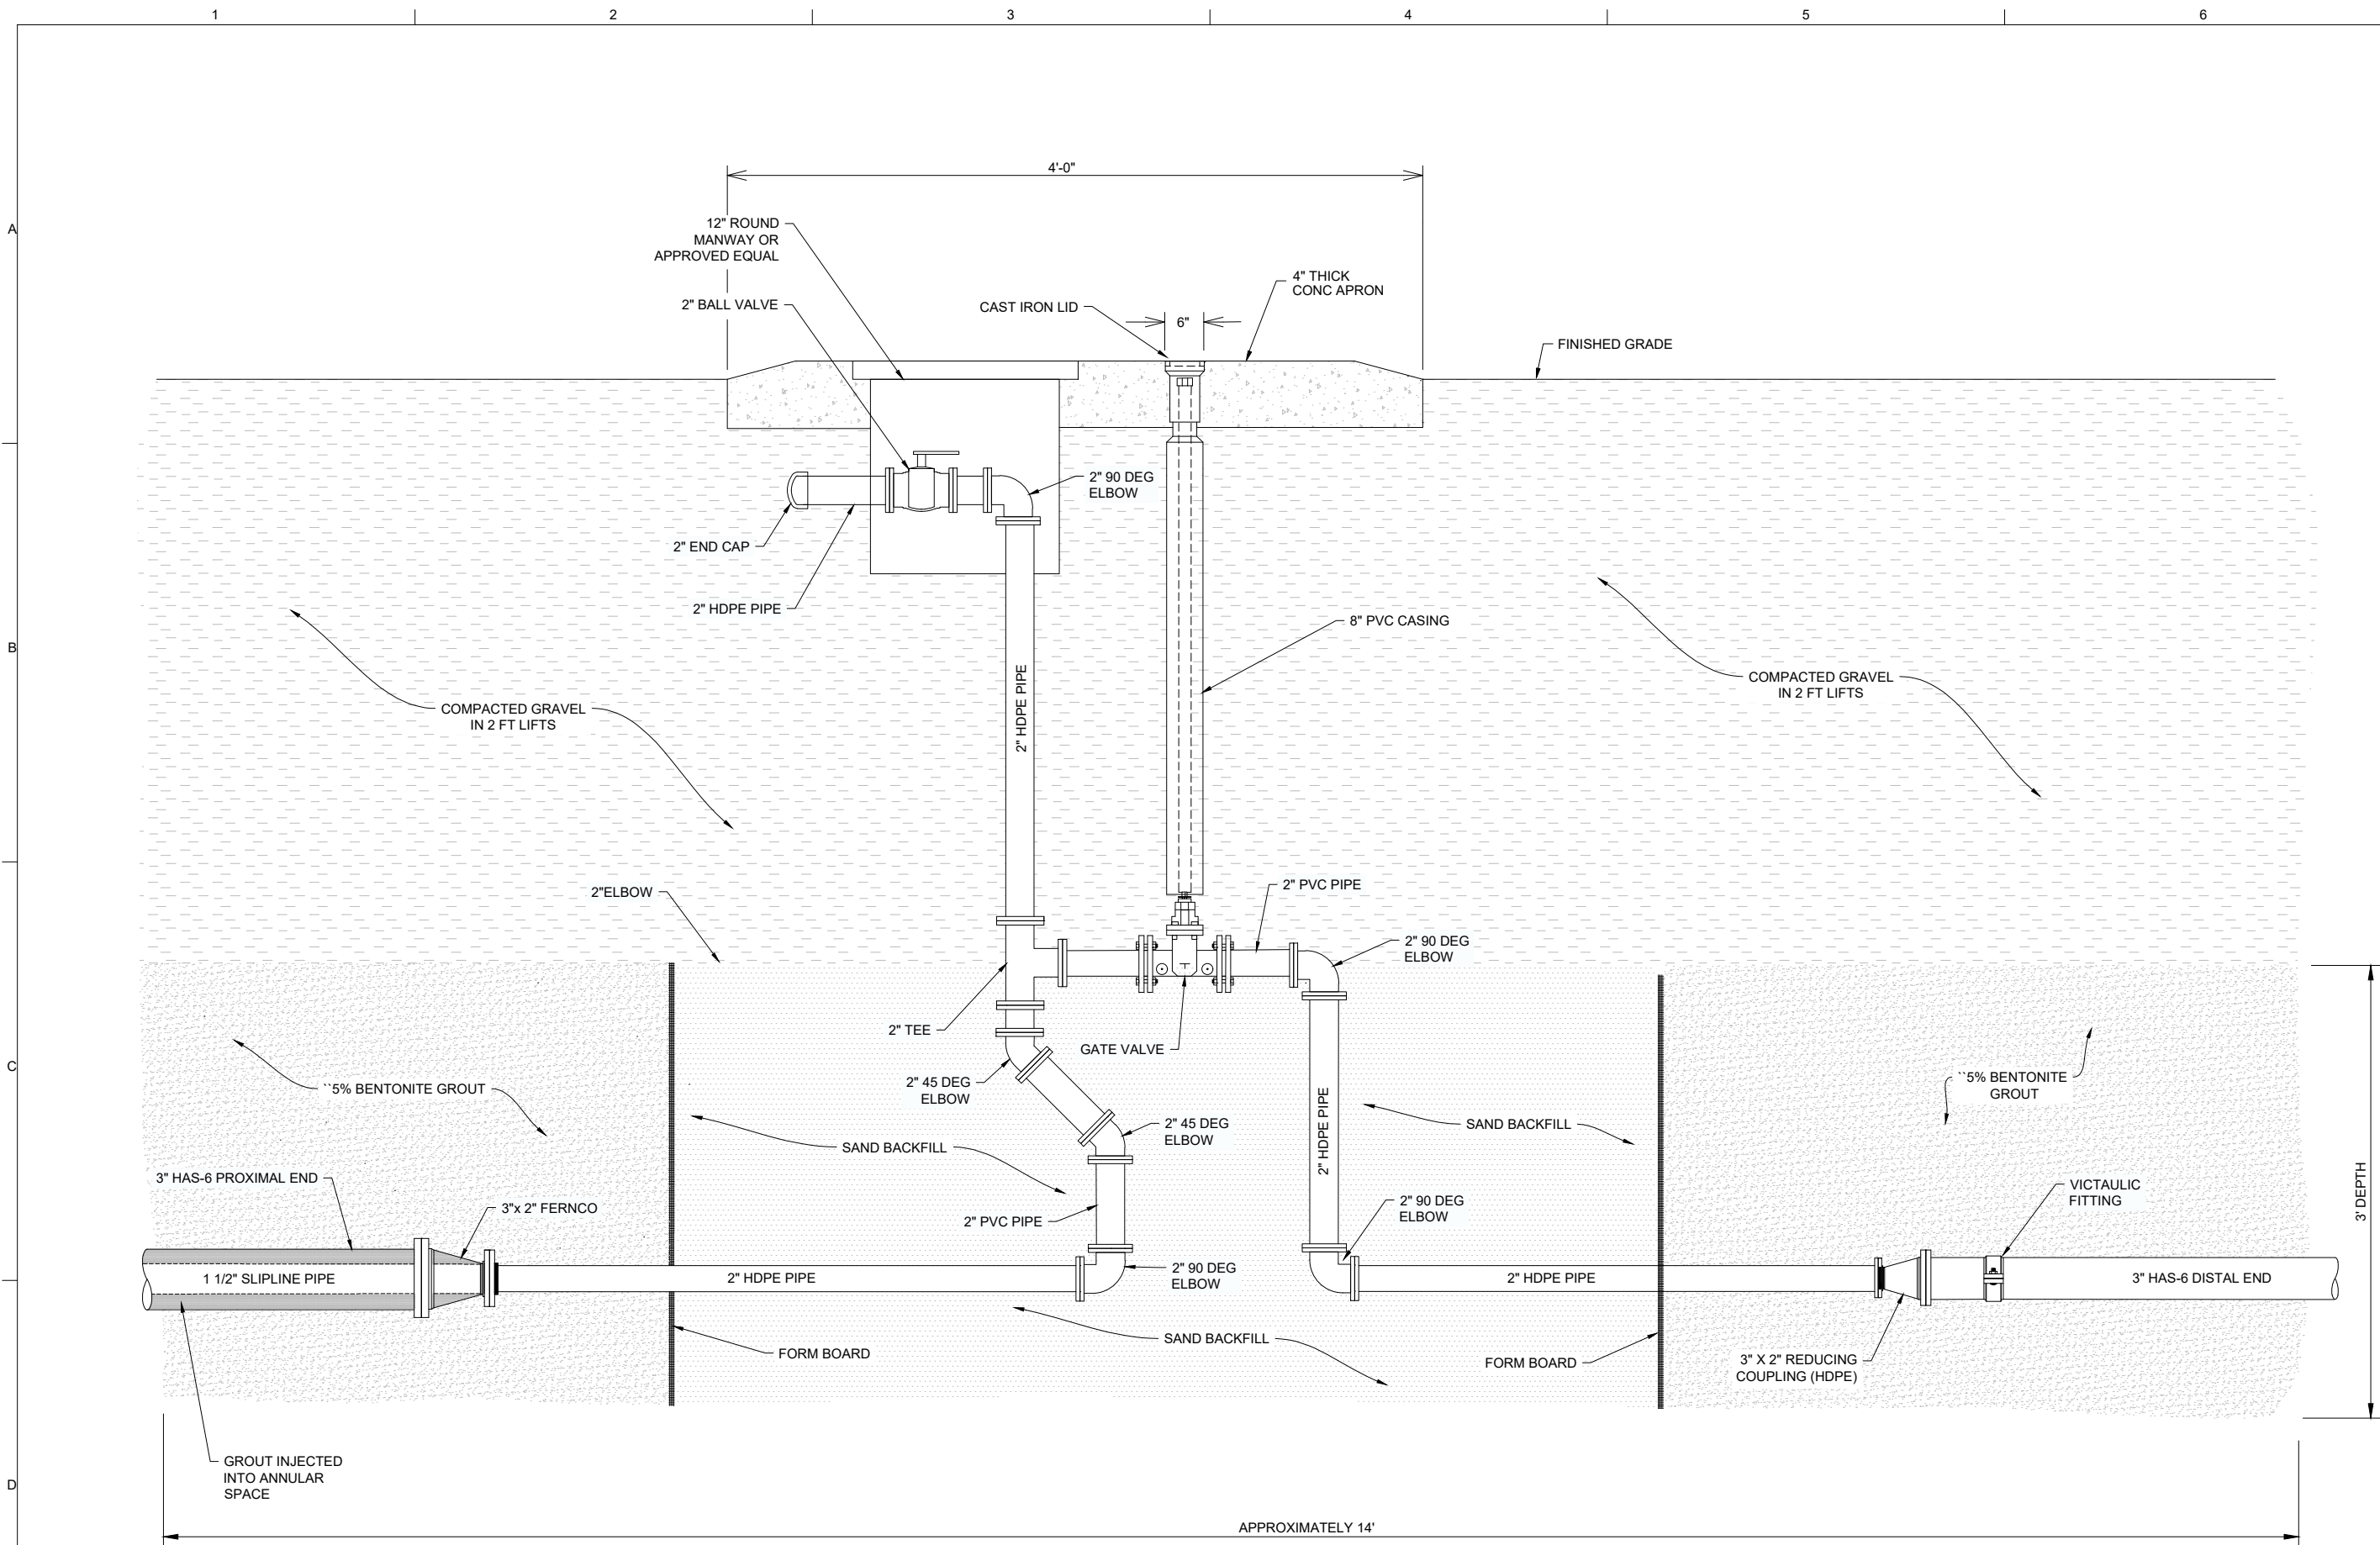 1
2
3
4
5
6
A
B
C
D
4'-0"
12" ROUND
MANWAY OR
APPROVED EQUAL
2" BALL VALVE
CAST IRON LID
6"
4" THICK
CONC APRON
FINISHED GRADE
2" 90 DEG
ELBOW
2" END CAP
2" HDPE PIPE
8" PVC CASING
2" HDPE PIPE
COMPACTED GRAVEL
IN 2 FT LIFTS
COMPACTED GRAVEL
IN 2 FT LIFTS
2"ELBOW
2" PVC PIPE
2" 90 DEG
ELBOW
2" TEE
GATE VALVE
2" 45 DEG
ELBOW
``5% BENTONITE GROUT
``5% BENTONITE
GROUT
2" 45 DEG
ELBOW
SAND BACKFILL
SAND BACKFILL
2" HDPE PIPE
3" HAS-6 PROXIMAL END
3"x 2" FERNCO
2" PVC PIPE
2" 90 DEG
ELBOW
VICTAULIC
FITTING
3' DEPTH
1 1/2" SLIPLINE PIPE
2" HDPE PIPE
2" 90 DEG
ELBOW
2" HDPE PIPE
3" HAS-6 DISTAL END
SAND BACKFILL
FORM BOARD
FORM BOARD
3" X 2" REDUCING
COUPLING (HDPE)
GROUT INJECTED
INTO ANNULAR
SPACE
APPROXIMATELY 14'